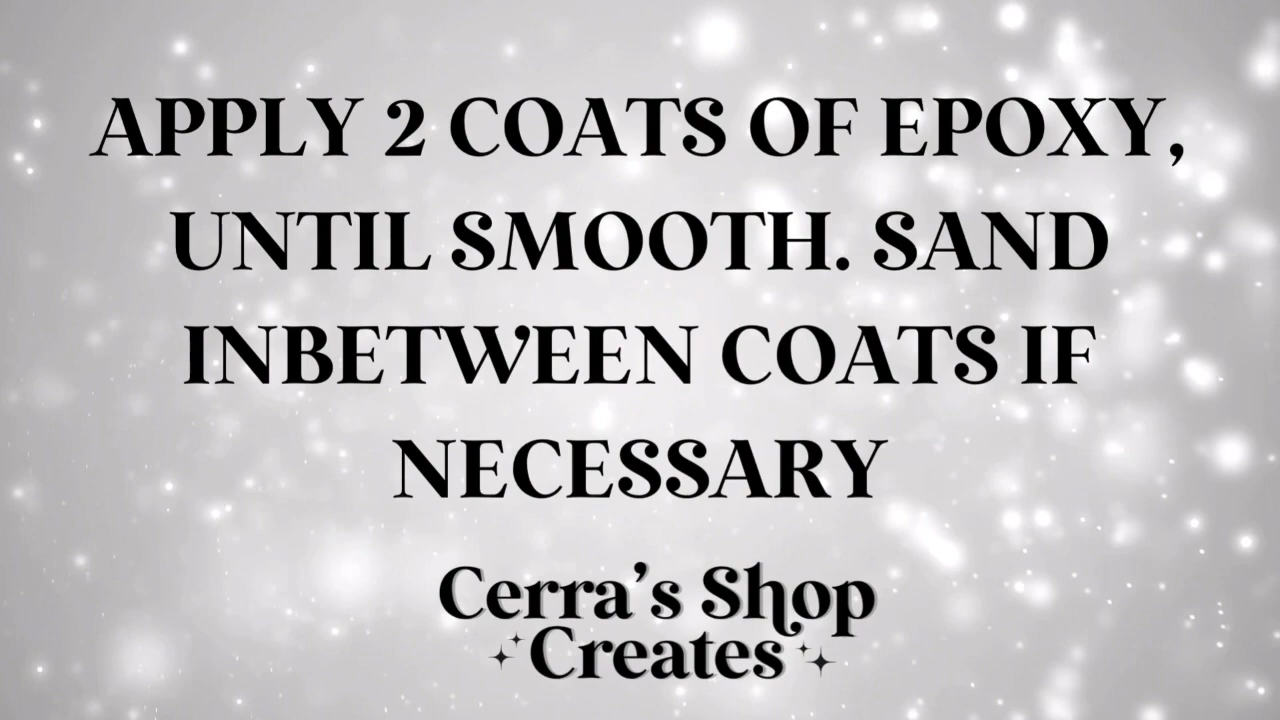 APPLY 2 COATS OF EPOXY,
UNTIL SMOOTH. SAND
INBETWEEN COATS IF
NECESSARY
Cerra's Shop
Creates